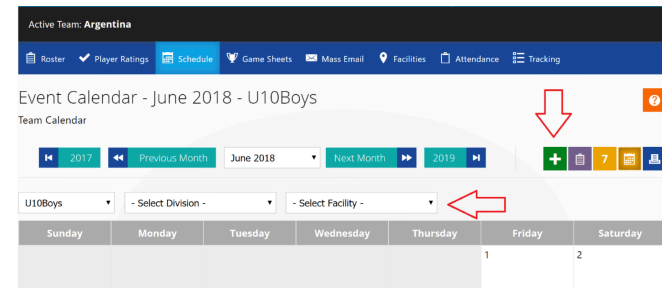 Active Team: Argentina
Roster Player Ratings Schedule Game Sheets Mass Email Facilities Attendance Tracking
Event Calendar - June 2018 - U10Boys
Team Calendar
2017 Previous Month June 2018 Next Month 2019 7
U10Boys - Select Division - - Select Facility -
Sunday Monday Tuesday Wednesday Thursday Friday Saturday
1 2